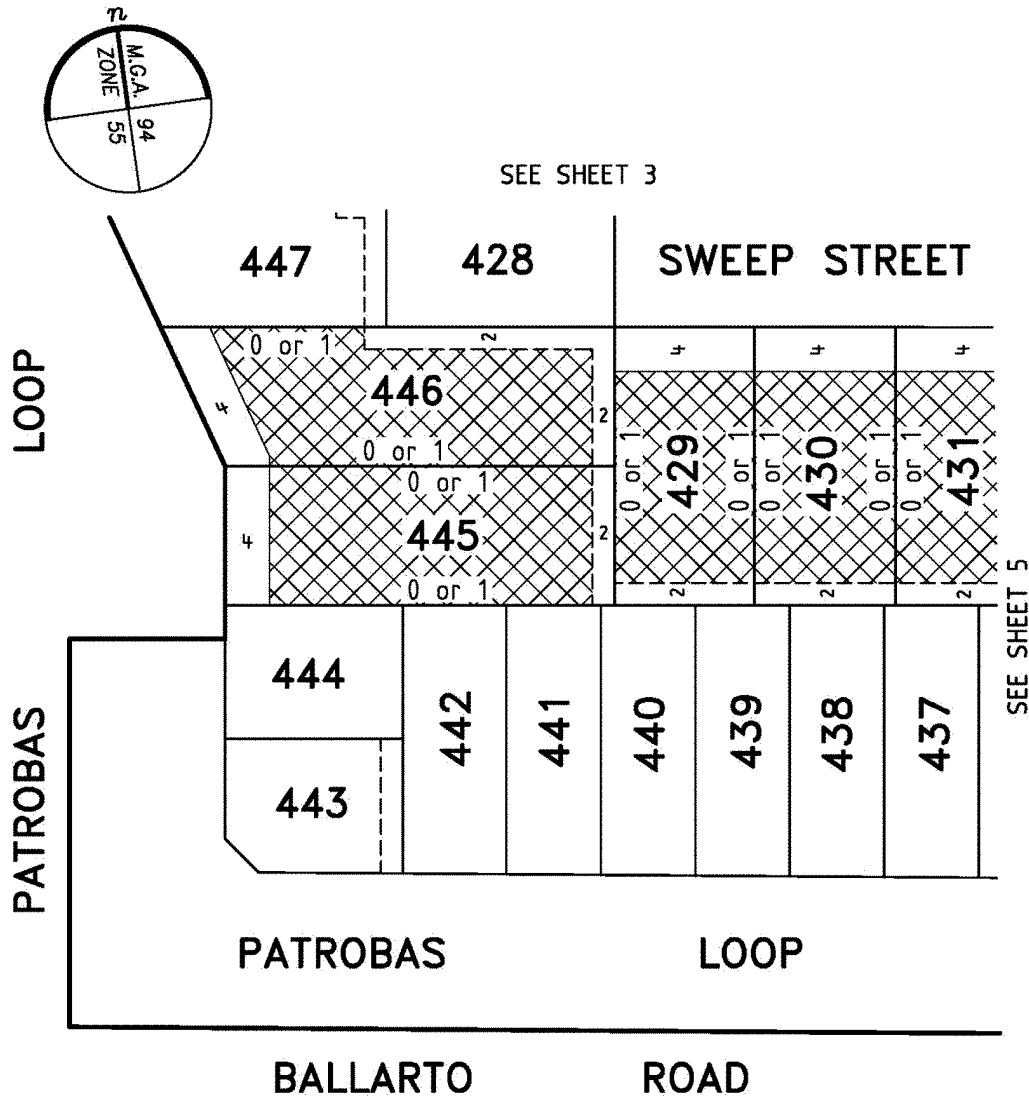 n
M.G.A. 94
ZONE 55
SEE SHEET 3
447
428
SWEEP STREET
LOOP
0 or 1
2
4
4
4
4
446
2
0 or 1
0 or 1
429
0 or 1
0 or 1
430
0 or 1
0 or 1
431
0 or 1
4
445
2
0 or 1
2
2
2
SEE SHEET 5
444
442
441
440
439
438
437
443
PATROBAS
PATROBAS LOOP
BALLARTO ROAD